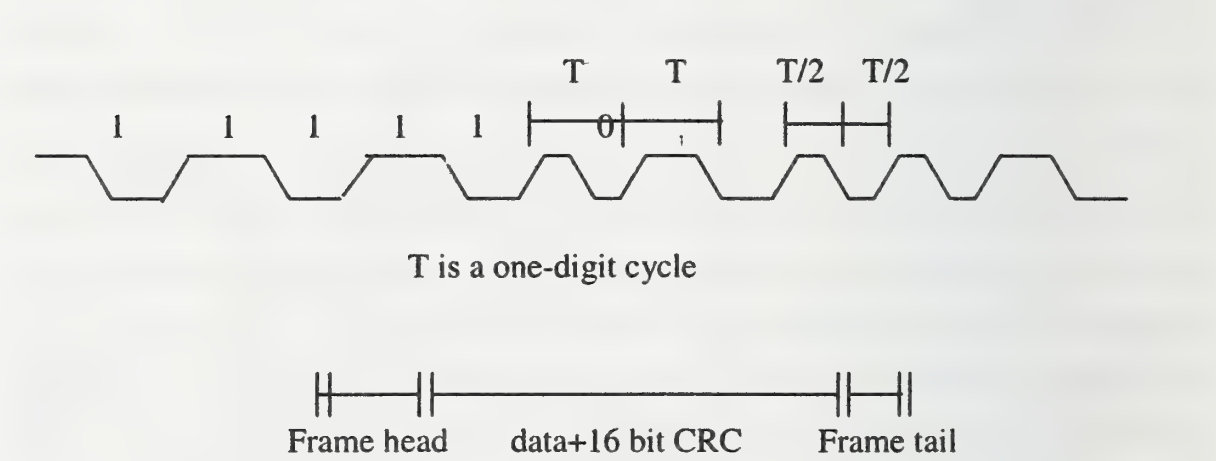 T T T/2 T/2
1 1 1 1 1 0
T is a one-digit cycle
Frame head data+16 bit CRC Frame tail